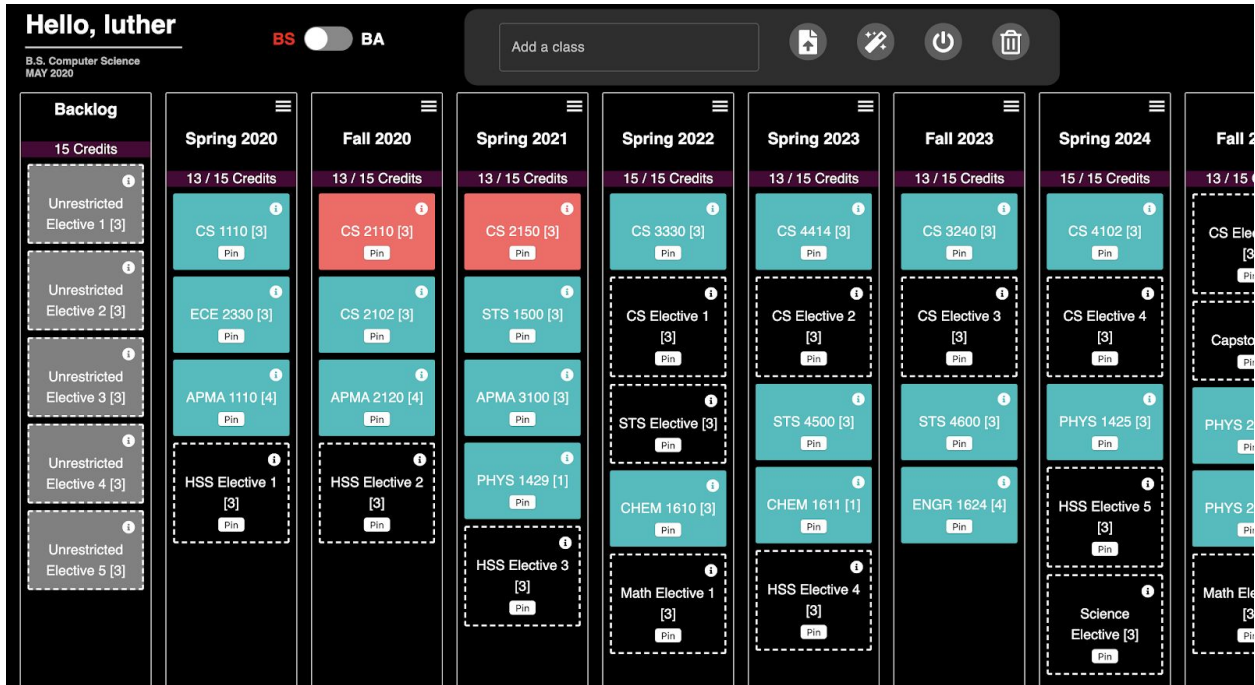 Hello, luther
B.S. Computer Science
MAY 2020
BS
BA
Add a class
Backlog
15 Credits
Unrestricted
Elective 1 [3]
Unrestricted
Elective 2 [3]
Unrestricted
Elective 3 [3]
Unrestricted
Elective 4 [3]
Unrestricted
Elective 5 [3]
Spring 2020
13 / 15 Credits
CS 1110 [3]
Pin
ECE 2330 [3]
Pin
APMA 1110 [4]
Pin
HSS Elective 1
[3]
Pin
Fall 2020
13 / 15 Credits
CS 2110 [3]
Pin
CS 2102 [3]
Pin
APMA 2120 [4]
Pin
HSS Elective 2
[3]
Pin
Spring 2021
13 / 15 Credits
CS 2150 [3]
Pin
STS 1500 [3]
Pin
APMA 3100 [3]
Pin
PHYS 1429 [1]
Pin
HSS Elective 3
[3]
Pin
Spring 2022
15 / 15 Credits
CS 3330 [3]
Pin
CS Elective 1
[3]
Pin
STS Elective [3]
Pin
CHEM 1610 [3]
Pin
Math Elective 1
[3]
Pin
Spring 2023
13 / 15 Credits
CS 4414 [3]
Pin
CS Elective 2
[3]
Pin
STS 4500 [3]
Pin
CHEM 1611 [1]
Pin
HSS Elective 4
[3]
Pin
Fall 2023
13 / 15 Credits
CS 3240 [3]
Pin
CS Elective 3
[3]
Pin
STS 4600 [3]
Pin
ENGR 1624 [4]
Pin
Spring 2024
15 / 15 Credits
CS 4102 [3]
Pin
CS Elective 4
[3]
Pin
PHYS 1425 [3]
Pin
HSS Elective 5
[3]
Pin
Science
Elective [3]
Pin
Fall
13 / 15
CS
PHYS
PHYS
Math